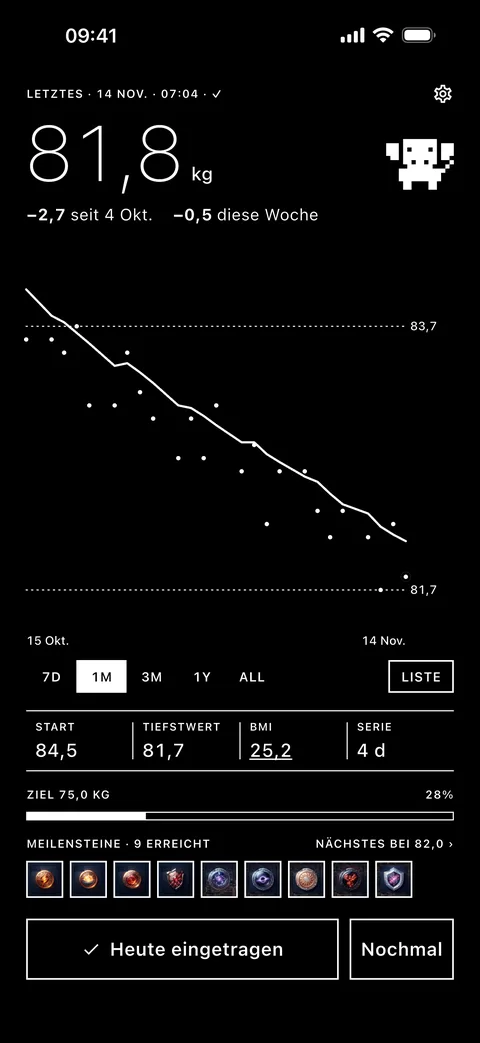 09:41
LETZTES · 14 NOV. · 07:04 · ✓
81,8 kg
−2,7 seit 4 Okt. −0,5 diese Woche
83,7
81,7
15 Okt. 14 Nov.
7D 1M 3M 1Y ALL LISTE
START TIEFSTWERT BMI SERIE
84,5 81,7 25,2 4 d
ZIEL 75,0 KG 28%
MEILENSTEINE · 9 ERREICHT NÄCHSTES BEI 82,0 ›
✓ Heute eingetragen Nochmal